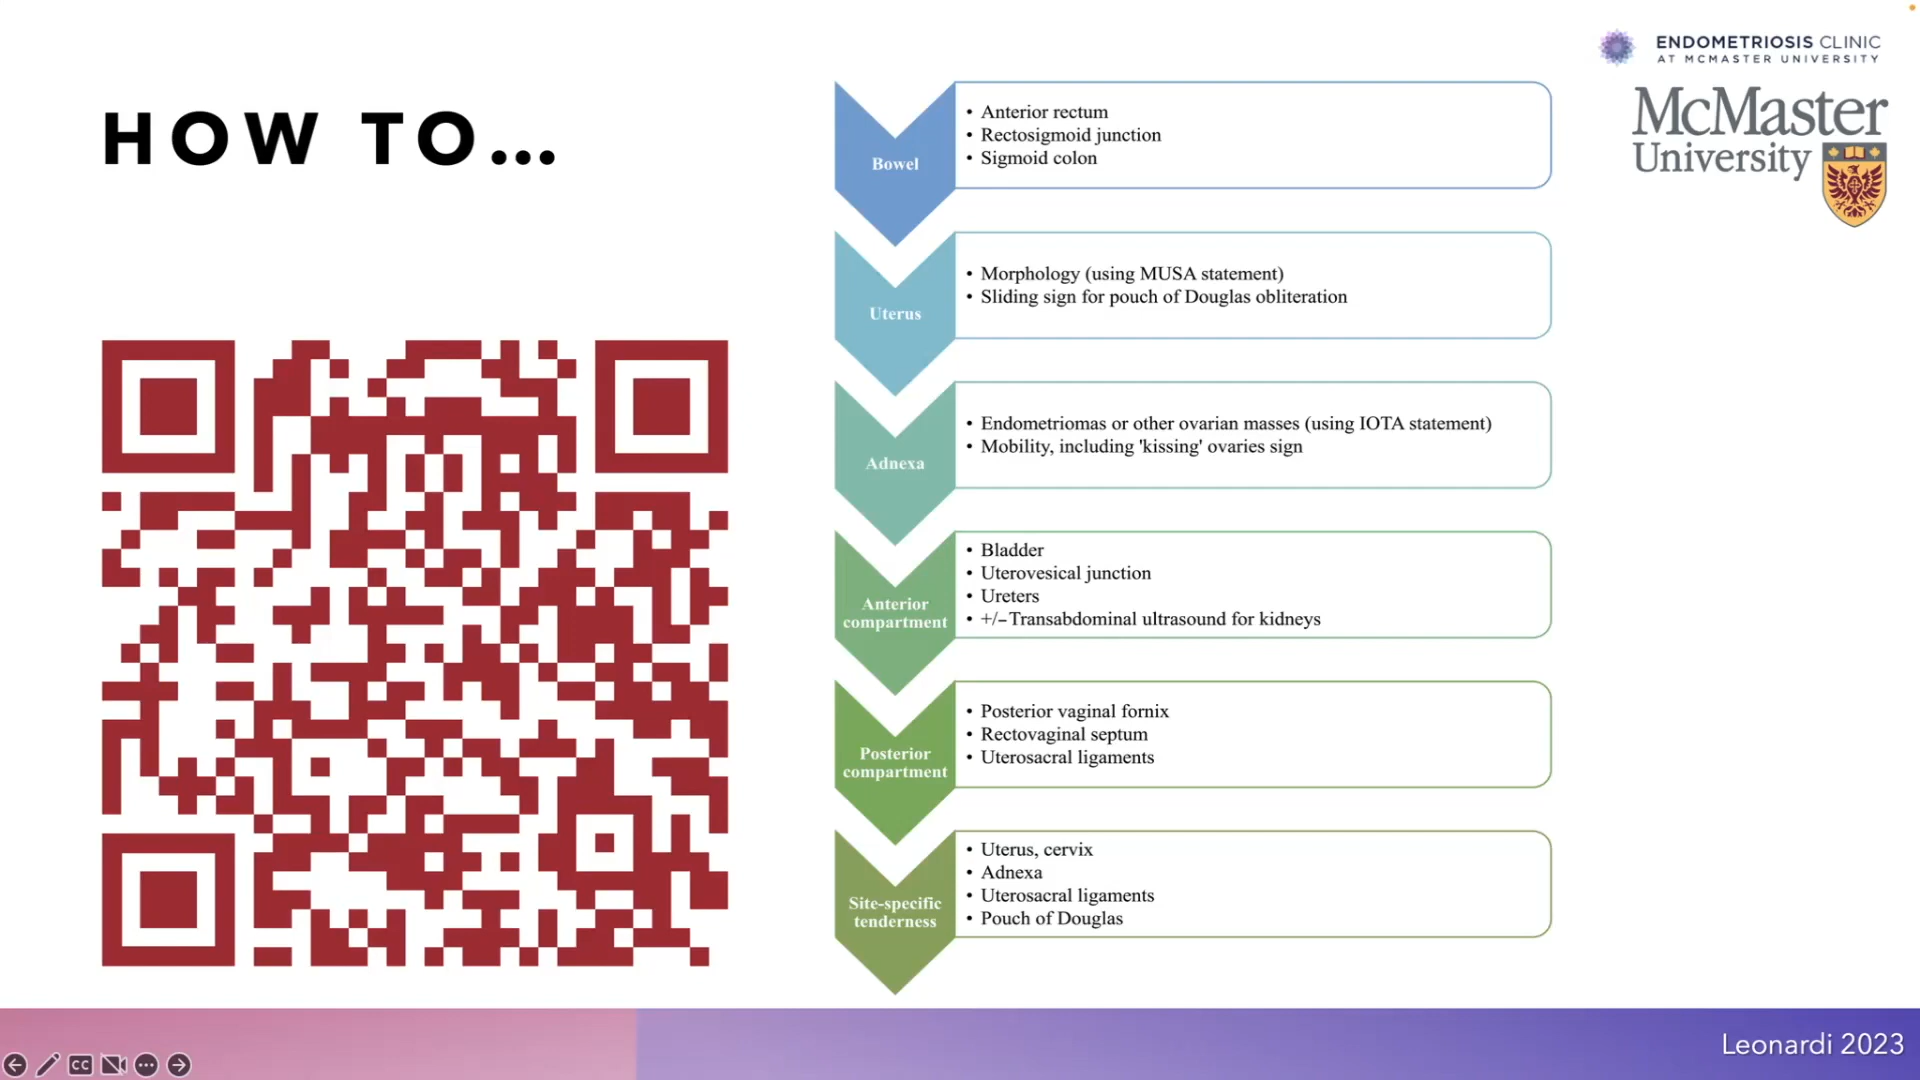 HOW TO...
ENDOMETRIOSIS CLINIC
AT MCMASTER UNIVERSITY
McMaster
University
Bowel
• Anterior rectum
• Rectosigmoid junction
• Sigmoid colon
Uterus
• Morphology (using MUSA statement)
• Sliding sign for pouch of Douglas obliteration
Adnexa
• Endometriomas or other ovarian masses (using IOTA statement)
• Mobility, including 'kissing' ovaries sign
Anterior
compartment
• Bladder
• Uterovesical junction
• Ureters
• +/–Transabdominal ultrasound for kidneys
Posterior
compartment
• Posterior vaginal fornix
• Rectovaginal septum
• Uterosacral ligaments
Site-specific
tenderness
• Uterus, cervix
• Adnexa
• Uterosacral ligaments
• Pouch of Douglas
Leonardi 2023
CC